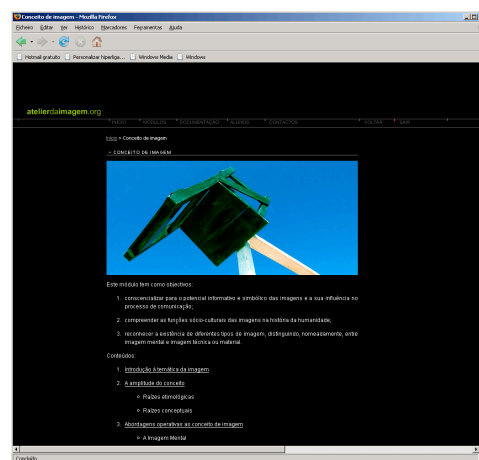 Conceito de imagem - Mozilla Firefox
Ficheiro Editar Ver Histórico Marcadores Ferramentas Ajuda
Hotmail gratuito Personalizar hiperliga... Windows Media Windows
atelierdaimagem.org
INÍCIO MÓDULOS DOCUMENTAÇÃO ALUNOS CONTACTOS VOLTAR SAIR
Início > Conceito de imagem
CONCEITO DE IMAGEM
Este módulo tem como objectivos:
1. consciencializar para o potencial informativo e simbólico das imagens e a sua influência no
processo de comunicação;
2. compreender as funções sócio-culturais das imagens na história da humanidade;
3. reconhecer a existência de diferentes tipos de imagem, distinguindo, nomeadamente, entre
imagem mental e imagem técnica ou material.
Conteúdos:
1. Introdução à temática da imagem
2. A amplitude do conceito
Raízes etimológicas
Raízes conceptuais
3. Abordagens operativas ao conceito de imagem
A Imagem Mental
Concluído